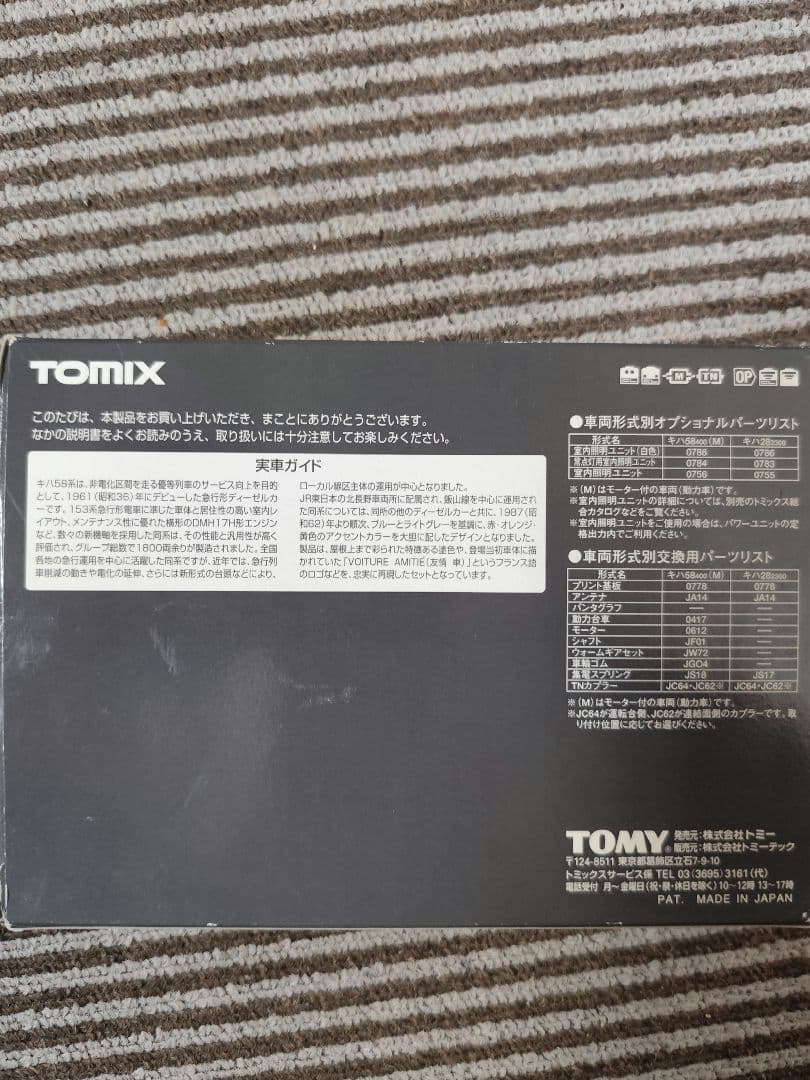 TOMIX
M TN OP
このたびは、本製品をお買い上げいただき、まことにありがとうございます。
なかの説明書をよくお読みのうえ、取り扱いには十分注意してお楽しみください。
実車ガイド
キハ58系は、非電化区間を走る優等列車のサービス向上を目的
として、1961(昭和36)年にデビューした急行形ディーゼルカ
ーです。153系急行形電車に準じた車体と居住性の高い室内レ
イアウト、メンテナンス性に優れた横形のDMH17H形エンジン
など、数々の新機軸を採用した同系は、その性能と汎用性が高く
評価され、グループ総数で1800両余りが製造されました。全国
各地の急行運用を中心に活躍した同系ですが、近年では、急行列
車削減の動きや電化の延伸、さらには新形式の台頭などにより、
ローカル線区主体の運用が中心となりました。
JR東日本の北長野車両所に配属され、飯山線を中心に運用され
た同系については、同所の他のディーゼルカーと共に、1987(昭
和62)年より順次、ブルーとライトグレーを基調に、赤・オレンジ・
黄色のアクセントカラーを大胆に配したデザインとなりました。
製品は、屋根上まで彩られた特徴ある塗色や、登場当初車体に描
かれていた「VOITURE AMITIÉ(友情 車)」というフランス語
のロゴなどを、忠実に再現したセットとなっています。
●車両形式別オプショナルパーツリスト
形式名 キハ58400(M) キハ282300
室内照明ユニット(白色) 0786 0786
常点灯用室内照明ユニット 0784 0783
室内照明ユニット 0756 0755
※(M)はモーター付の車両(動力車)です。
※室内照明ユニットの詳細については、別売のトミックス総
合カタログなどをご覧ください。
※室内照明ユニットをご使用の場合は、パワーユニットの定
格出力内でご利用ください。
●車両形式別交換用パーツリスト
形式名 キハ58400(M) キハ282300
プリント基板 0778 0778
アンテナ JA14 JA14
パンタグラフ — —
動力台車 0417 —
モーター 0612 —
シャフト JF01 —
ウォームギアセット JW72 —
車輪ゴム JG04 —
集電スプリング JS18 JS17
TNカプラー JC64・JC62※ JC64・JC62※
※(M)はモーター付の車両(動力車)です。
※JC64が運転台側、JC62が連結面側のカプラーです。取
り付け位置に応じてお選びください。
TOMY. 発売元:株式会社トミー
販売元:株式会社トミーテック
〒124-8511 東京都葛飾区立石7-9-10
トミックスサービス係 TEL 03(3695)3161(代)
電話受付 月〜金曜日(祝・祭・休日を除く)10〜12時 13〜17時
PAT. MADE IN JAPAN